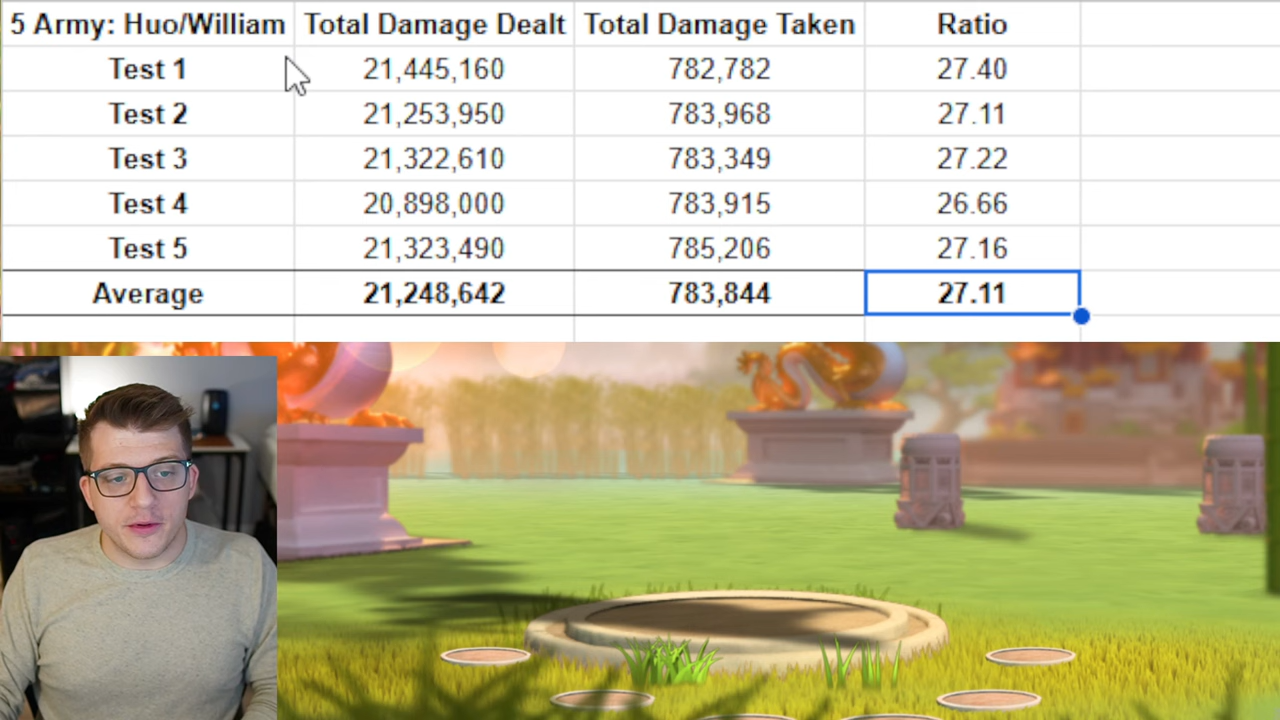 5 Army: Huo/William Total Damage Dealt Total Damage Taken Ratio
Test 1 21,445,160 782,782 27.40
Test 2 21,253,950 783,968 27.11
Test 3 21,322,610 783,349 27.22
Test 4 20,898,000 783,915 26.66
Test 5 21,323,490 785,206 27.16
Average 21,248,642 783,844 27.11